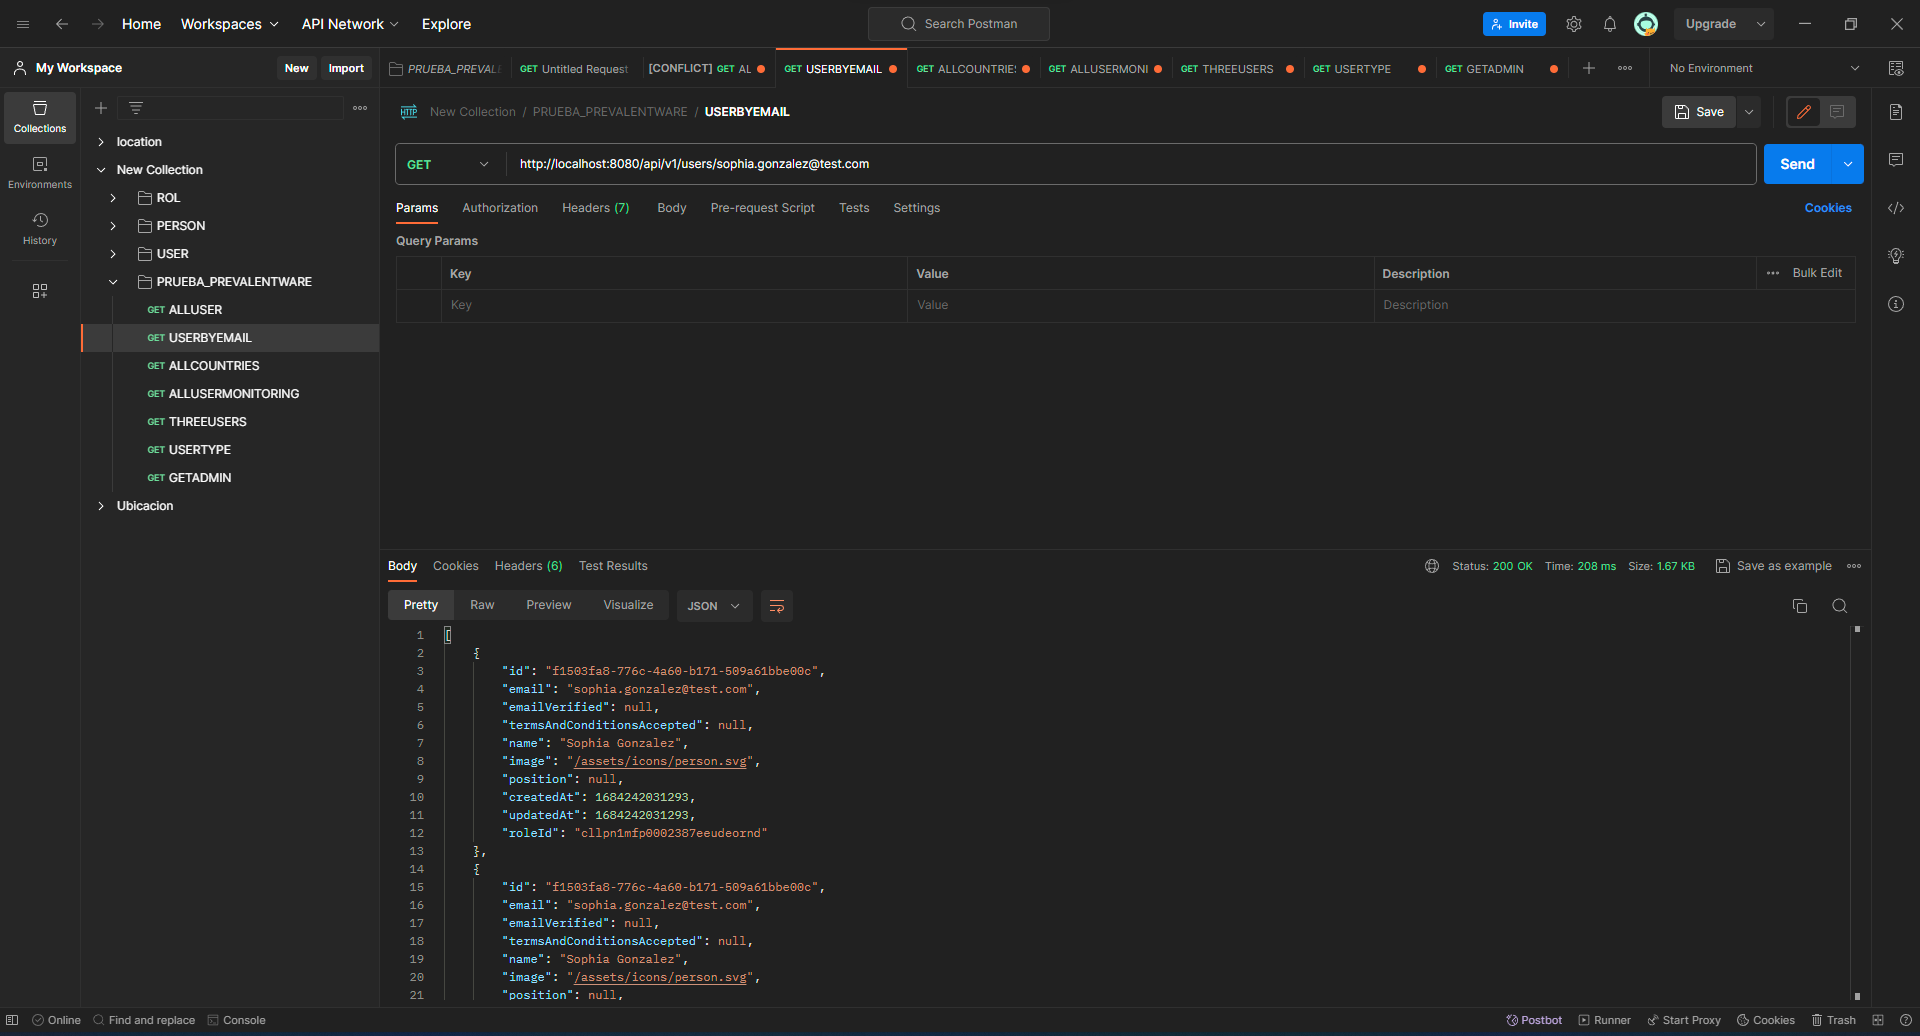 Home Workspaces API Network Explore Search Postman Invite Upgrade
My Workspace New Import PRUEBA_PREVALE GET Untitled Request [CONFLICT] GET AL GET USERBYEMAIL GET ALLCOUNTRIE GET ALLUSERMONI GET THREEUSERS GET USERTYPE GET GETADMIN No Environment
Collections
Environments
History
location
New Collection
ROL
PERSON
USER
PRUEBA_PREVALENTWARE
GET ALLUSER
GET USERBYEMAIL
GET ALLCOUNTRIES
GET ALLUSERMONITORING
GET THREEUSERS
GET USERTYPE
GET GETADMIN
Ubicacion
HTTP New Collection / PRUEBA_PREVALENTWARE / USERBYEMAIL Save
GET http://localhost:8080/api/v1/users/sophia.gonzalez@test.com Send
Params Authorization Headers (7) Body Pre-request Script Tests Settings Cookies
Query Params
Key Value Description Bulk Edit
Key Value Description
Body Cookies Headers (6) Test Results Status: 200 OK Time: 208 ms Size: 1.67 KB Save as example
Pretty Raw Preview Visualize JSON
1 [
2 {
3 "id": "f1503fa8-776c-4a60-b171-509a61bbe00c",
4 "email": "sophia.gonzalez@test.com",
5 "emailVerified": null,
6 "termsAndConditionsAccepted": null,
7 "name": "Sophia Gonzalez",
8 "image": "/assets/icons/person.svg",
9 "position": null,
10 "createdAt": 1684242031293,
11 "updatedAt": 1684242031293,
12 "roleId": "cllpn1mfp0002387eeudeornd"
13 },
14 {
15 "id": "f1503fa8-776c-4a60-b171-509a61bbe00c",
16 "email": "sophia.gonzalez@test.com",
17 "emailVerified": null,
18 "termsAndConditionsAccepted": null,
19 "name": "Sophia Gonzalez",
20 "image": "/assets/icons/person.svg",
21 "position": null,
Online Find and replace Console Postbot Runner Start Proxy Cookies Trash